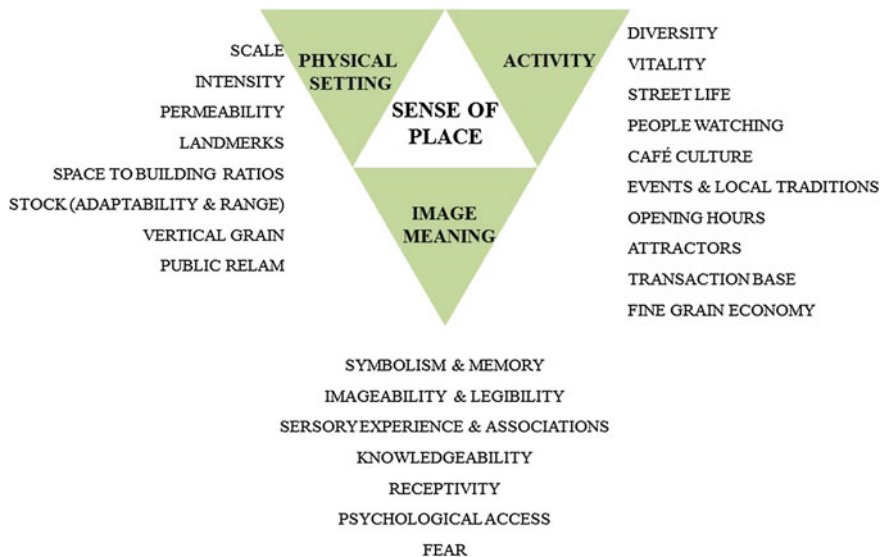 SCALE
INTENSITY
PERMEABILITY
LANDMERKS
SPACE TO BUILDING RATIOS
STOCK (ADAPTABILITY & RANGE)
VERTICAL GRAIN
PUBLIC RELAM
PHYSICAL
SETTING
SENSE OF
PLACE
ACTIVITY
IMAGE
MEANING
DIVERSITY
VITALITY
STREET LIFE
PEOPLE WATCHING
CAFÉ CULTURE
EVENTS & LOCAL TRADITIONS
OPENING HOURS
ATTRACTORS
TRANSACTION BASE
FINE GRAIN ECONOMY
SYMBOLISM & MEMORY
IMAGEABILITY & LEGIBILITY
SERSORY EXPERIENCE & ASSOCIATIONS
KNOWLEDGEABILITY
RECEPTIVITY
PSYCHOLOGICAL ACCESS
FEAR